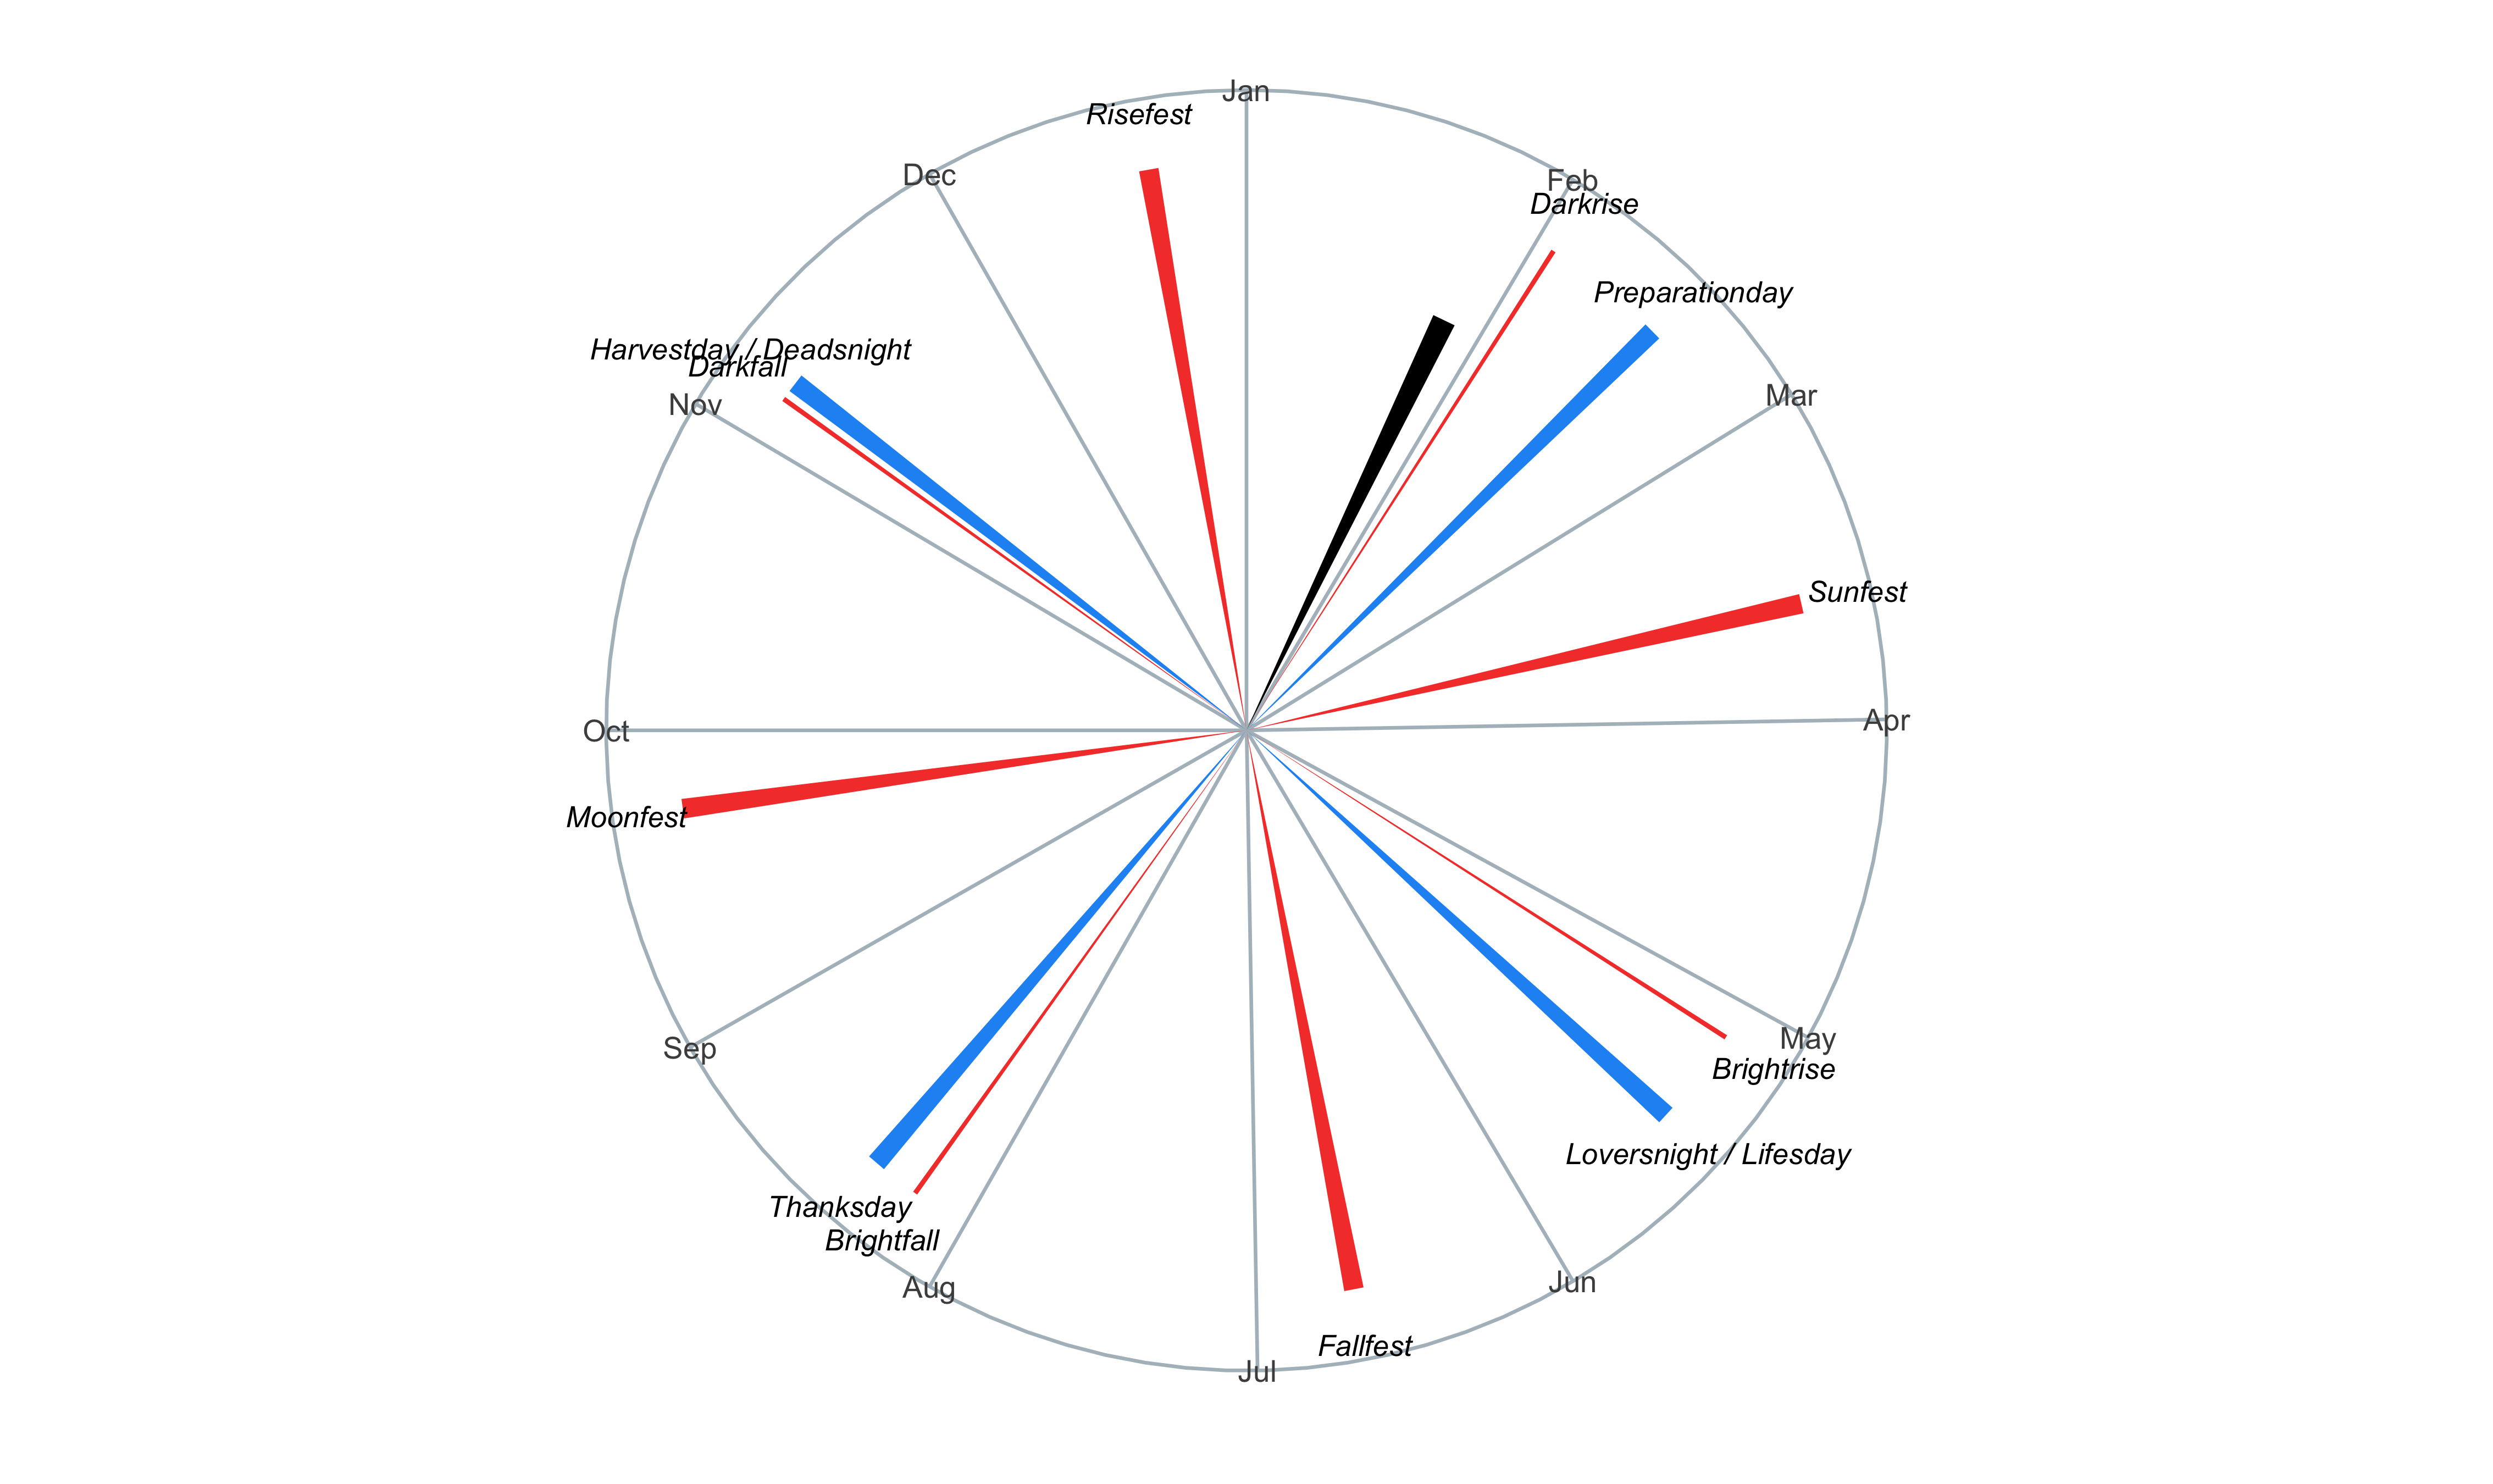 Jan
Risefest
Dec
Feb
Darkrise
Preparationday
Harvestday / Deadsnight
Darkfall
Nov
Mar
Sunfest
Oct
Apr
Moonfest
Sep
May
Brightrise
Loversnight / Lifesday
Thanksday
Brightfall
Aug
Jun
Fallfest
Jul